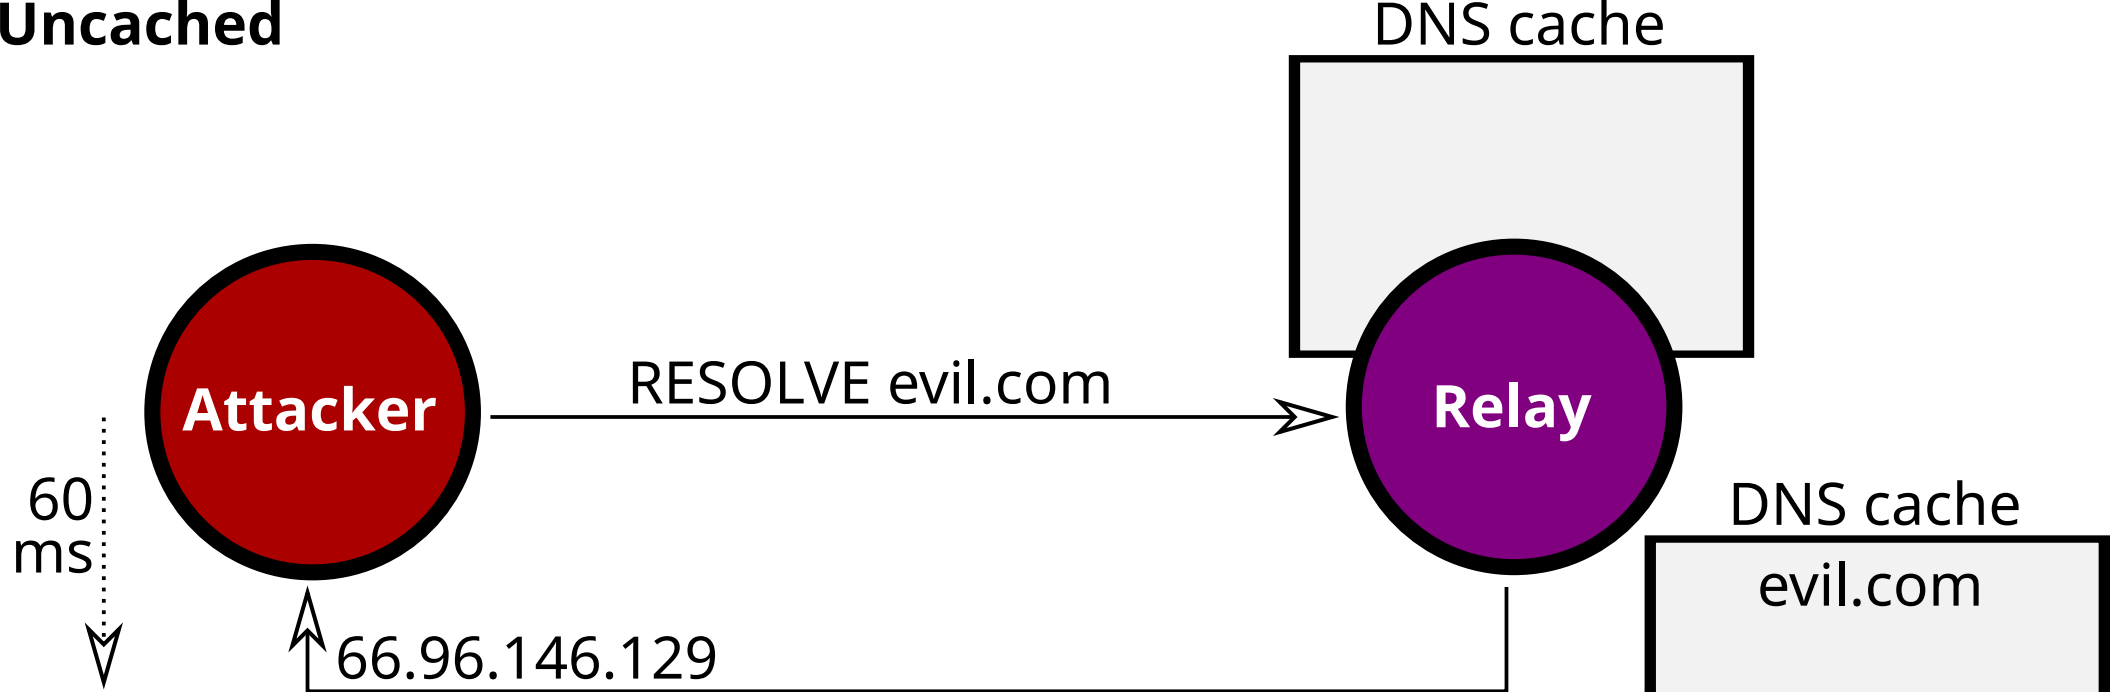 Uncached
DNS cache
RESOLVE evil.com
Attacker
Relay
60
ms
DNS cache
evil.com
66.96.146.129